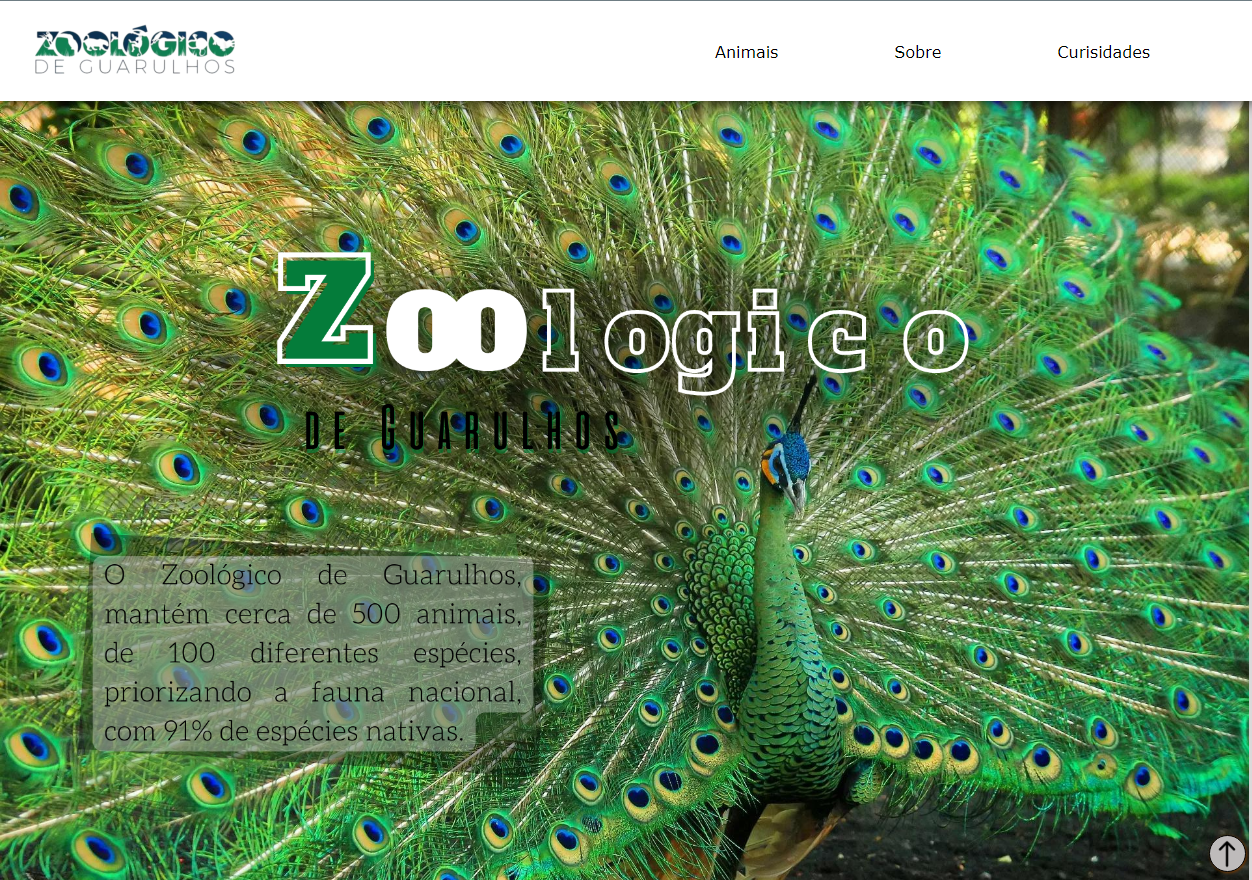 ZOOLÓGICO
DE GUARULHOS
Animais
Sobre
Curisidades
Zoologico
de Guarulhos
O Zoológico de Guarulhos,
mantém cerca de 500 animais,
de 100 diferentes espécies,
priorizando a fauna nacional,
com 91% de espécies nativas.